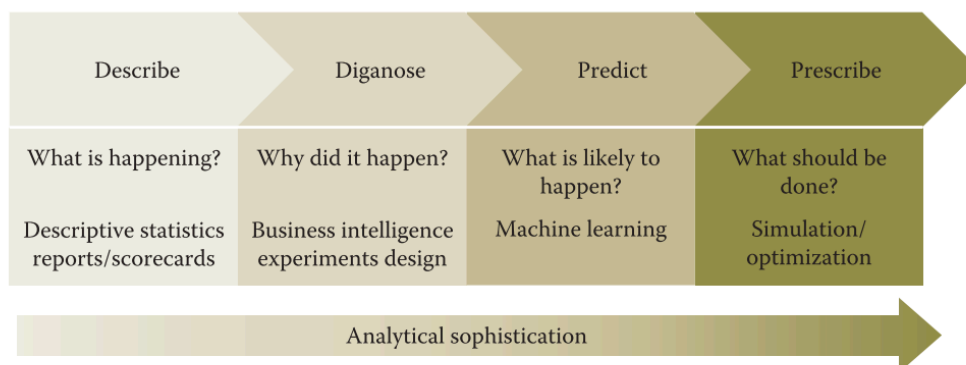 Describe
Diganose
Predict
Prescribe
What is happening?
Descriptive statistics
reports/scorecards
Why did it happen?
Business intelligence
experiments design
What is likely to
happen?
Machine learning
What should be
done?
Simulation/
optimization
Analytical sophistication